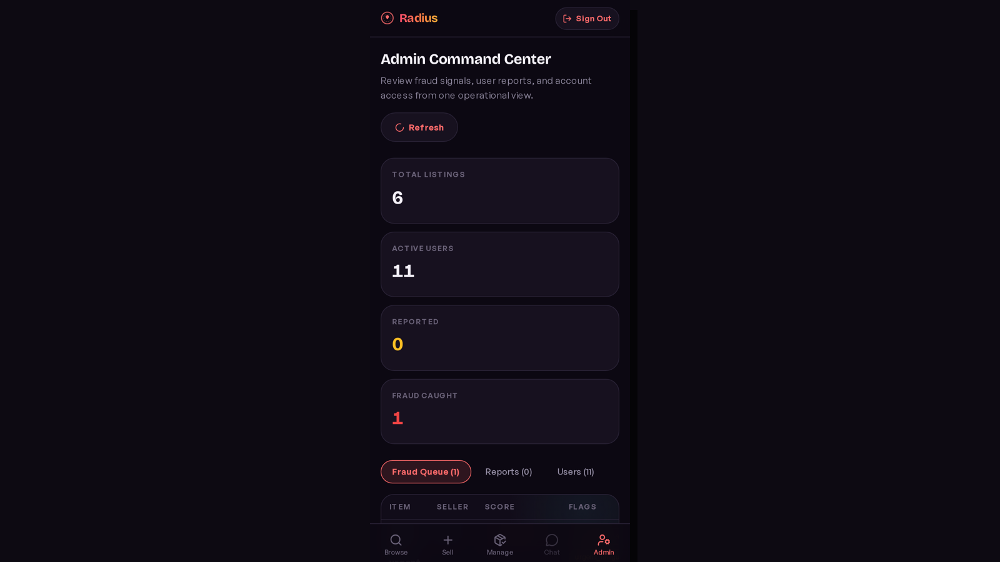 Radius
Sign Out
Admin Command Center
Review fraud signals, user reports, and account
access from one operational view.
Refresh
TOTAL LISTINGS
6
ACTIVE USERS
11
REPORTED
0
FRAUD CAUGHT
1
Fraud Queue (1) Reports (0) Users (11)
ITEM SELLER SCORE FLAGS
Browse Sell Manage Chat Admin